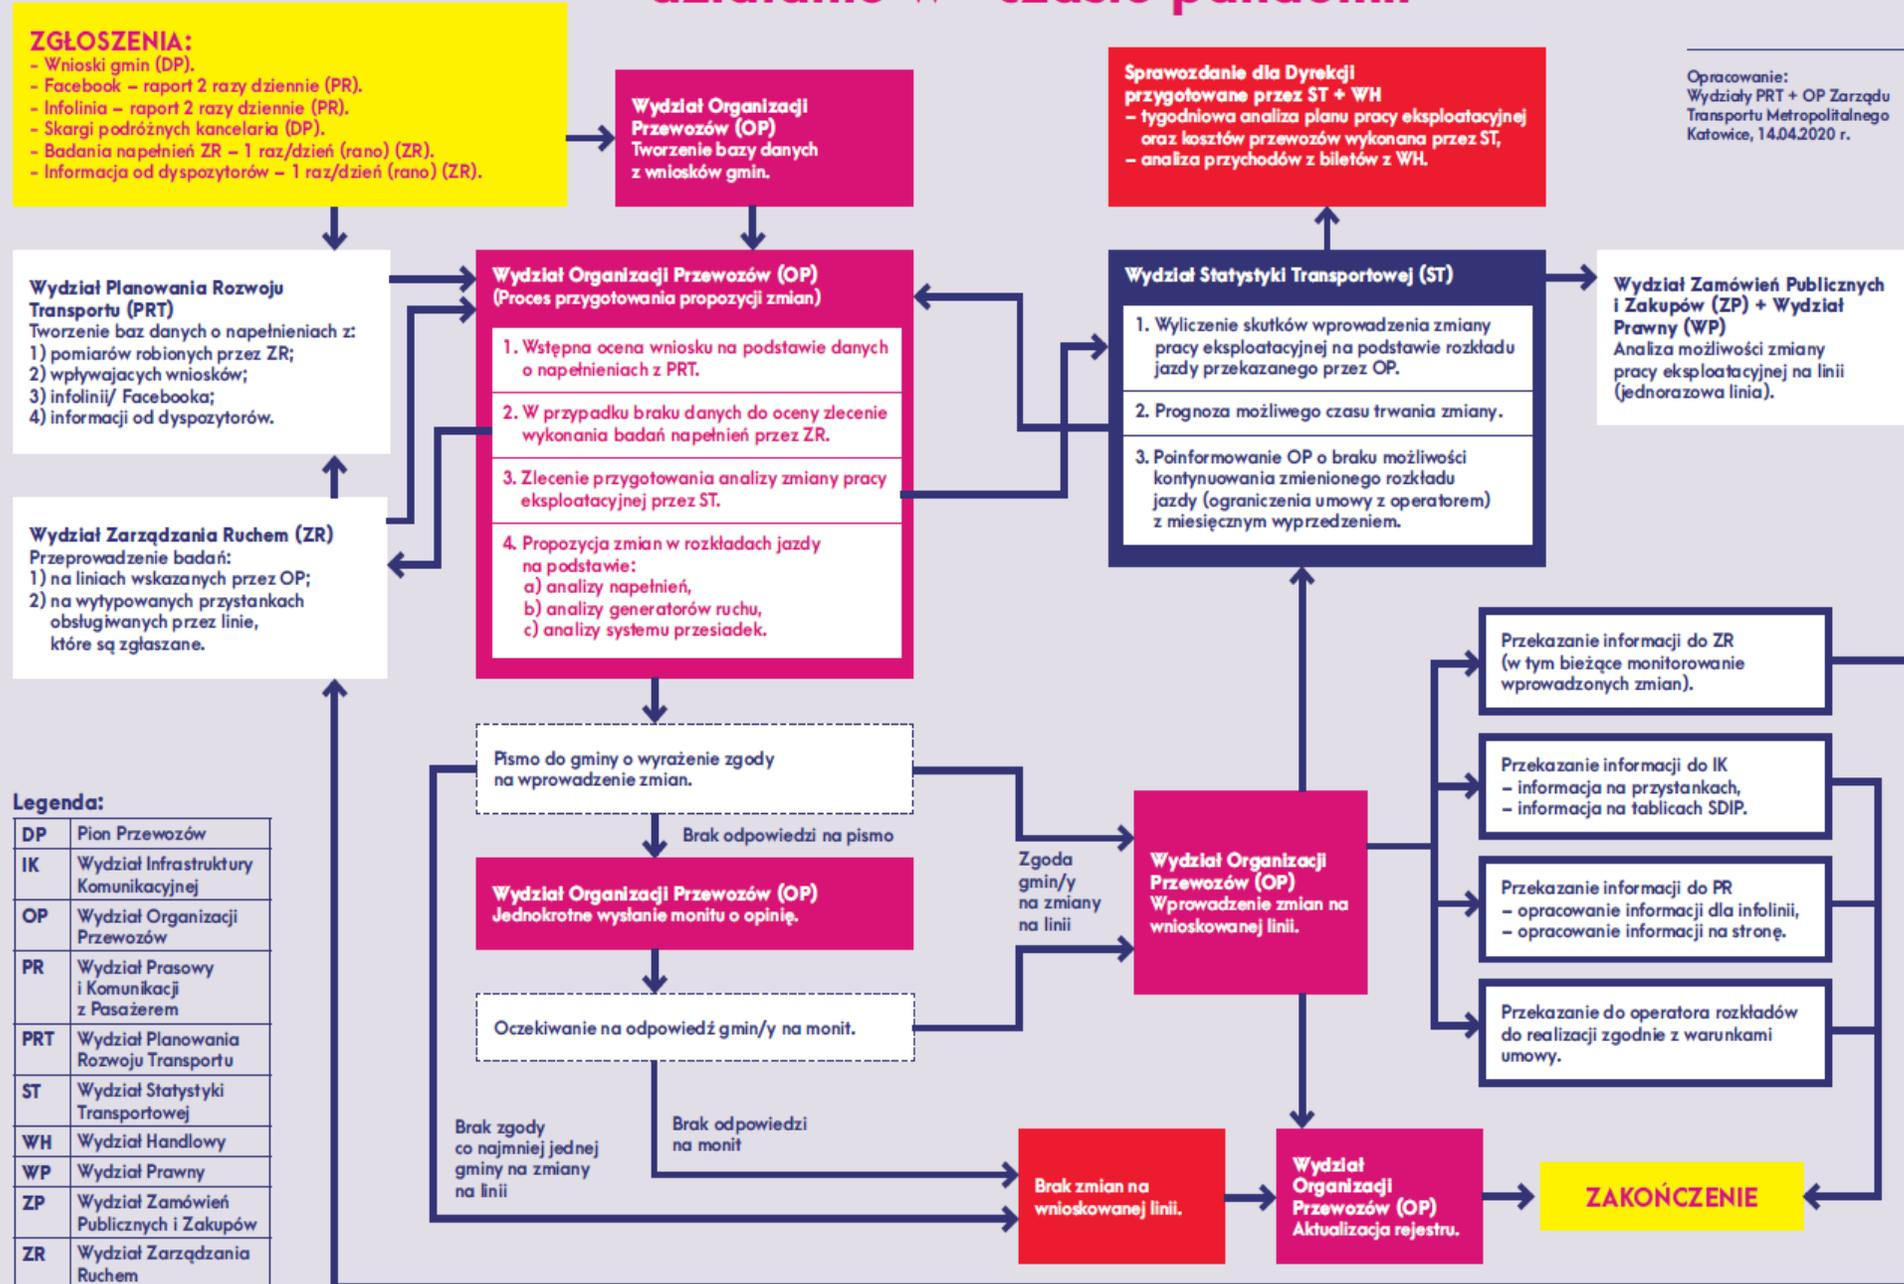 działanie w czasie pandemii
ZGŁOSZENIA:
- Wnioski gmin (DP).
- Facebook – raport 2 razy dziennie (PR).
- Infolinia – raport 2 razy dziennie (PR).
- Skargi podróżnych kancelaria (DP).
- Badania napełnień ZR – 1 raz/dzień (rano) (ZR).
- Informacja od dyspozytorów – 1 raz/dzień (rano) (ZR).
Wydział Organizacji
Przewozów (OP)
Tworzenie bazy danych
z wniosków gmin.
Sprawozdanie dla Dyrekcji
przygotowane przez ST + WH
– tygodniowa analiza planu pracy eksploatacyjnej
oraz kosztów przewozów wykonana przez ST,
– analiza przychodów z biletów z WH.
Opracowanie:
Wydziały PRT + OP Zarządu
Transportu Metropolitalnego
Katowice, 14.04.2020 r.
Wydział Planowania Rozwoju
Transportu (PRT)
Tworzenie baz danych o napełnieniach z:
1) pomiarów robionych przez ZR;
2) wpływajacych wniosków;
3) infolinii/ Facebooka;
4) informacji od dyspozytorów.
Wydział Organizacji Przewozów (OP)
(Proces przygotowania propozycji zmian)
1. Wstępna ocena wniosku na podstawie danych
o napełnieniach z PRT.
2. W przypadku braku danych do oceny zlecenie
wykonania badań napełnień przez ZR.
3. Zlecenie przygotowania analizy zmiany pracy
eksploatacyjnej przez ST.
4. Propozycja zmian w rozkładach jazdy
na podstawie:
a) analizy napełnień,
b) analizy generatorów ruchu,
c) analizy systemu przesiadek.
Wydział Statystyki Transportowej (ST)
1. Wyliczenie skutków wprowadzenia zmiany
pracy eksploatacyjnej na podstawie rozkładu
jazdy przekazanego przez OP.
2. Prognoza możliwego czasu trwania zmiany.
3. Poinformowanie OP o braku możliwości
kontynuowania zmienionego rozkładu
jazdy (ograniczenia umowy z operatorem)
z miesięcznym wyprzedzeniem.
Wydział Zamówień Publicznych
i Zakupów (ZP) + Wydział
Prawny (WP)
Analiza możliwości zmiany
pracy eksploatacyjnej na linii
(jednorazowa linia).
Wydział Zarządzania Ruchem (ZR)
Przeprowadzenie badań:
1) na liniach wskazanych przez OP;
2) na wytypowanych przystankach
obsługiwanych przez linie,
które są zgłaszane.
Pismo do gminy o wyrażenie zgody
na wprowadzenie zmian.
Brak odpowiedzi na pismo
Wydział Organizacji Przewozów (OP)
Jednokrotne wysłanie monitu o opinię.
Oczekiwanie na odpowiedź gmin/y na monit.
Zgoda
gmin/y
na zmiany
na linii
Wydział Organizacji
Przewozów (OP)
Wprowadzenie zmian na
wnioskowanej linii.
Przekazanie informacji do ZR
(w tym bieżące monitorowanie
wprowadzonych zmian).
Przekazanie informacji do IK
– informacja na przystankach,
– informacja na tablicach SDIP.
Przekazanie informacji do PR
– opracowanie informacji dla infolinii,
– opracowanie informacji na stronę.
Przekazanie do operatora rozkładów
do realizacji zgodnie z warunkami
umowy.
Brak zgody
co najmniej jednej
gminy na zmiany
na linii
Brak odpowiedzi
na monit
Brak zmian na
wnioskowanej linii.
Wydział
Organizacji
Przewozów (OP)
Aktualizacja rejestru.
ZAKOŃCZENIE
Legenda:
DP Pion Przewozów
IK Wydział Infrastruktury
Komunikacyjnej
OP Wydział Organizacji
Przewozów
PR Wydział Prasowy
i Komunikacji
z Pasażerem
PRT Wydział Planowania
Rozwoju Transportu
ST Wydział Statystyki
Transportowej
WH Wydział Handlowy
WP Wydział Prawny
ZP Wydział Zamówień
Publicznych i Zakupów
ZR Wydział Zarządzania
Ruchem